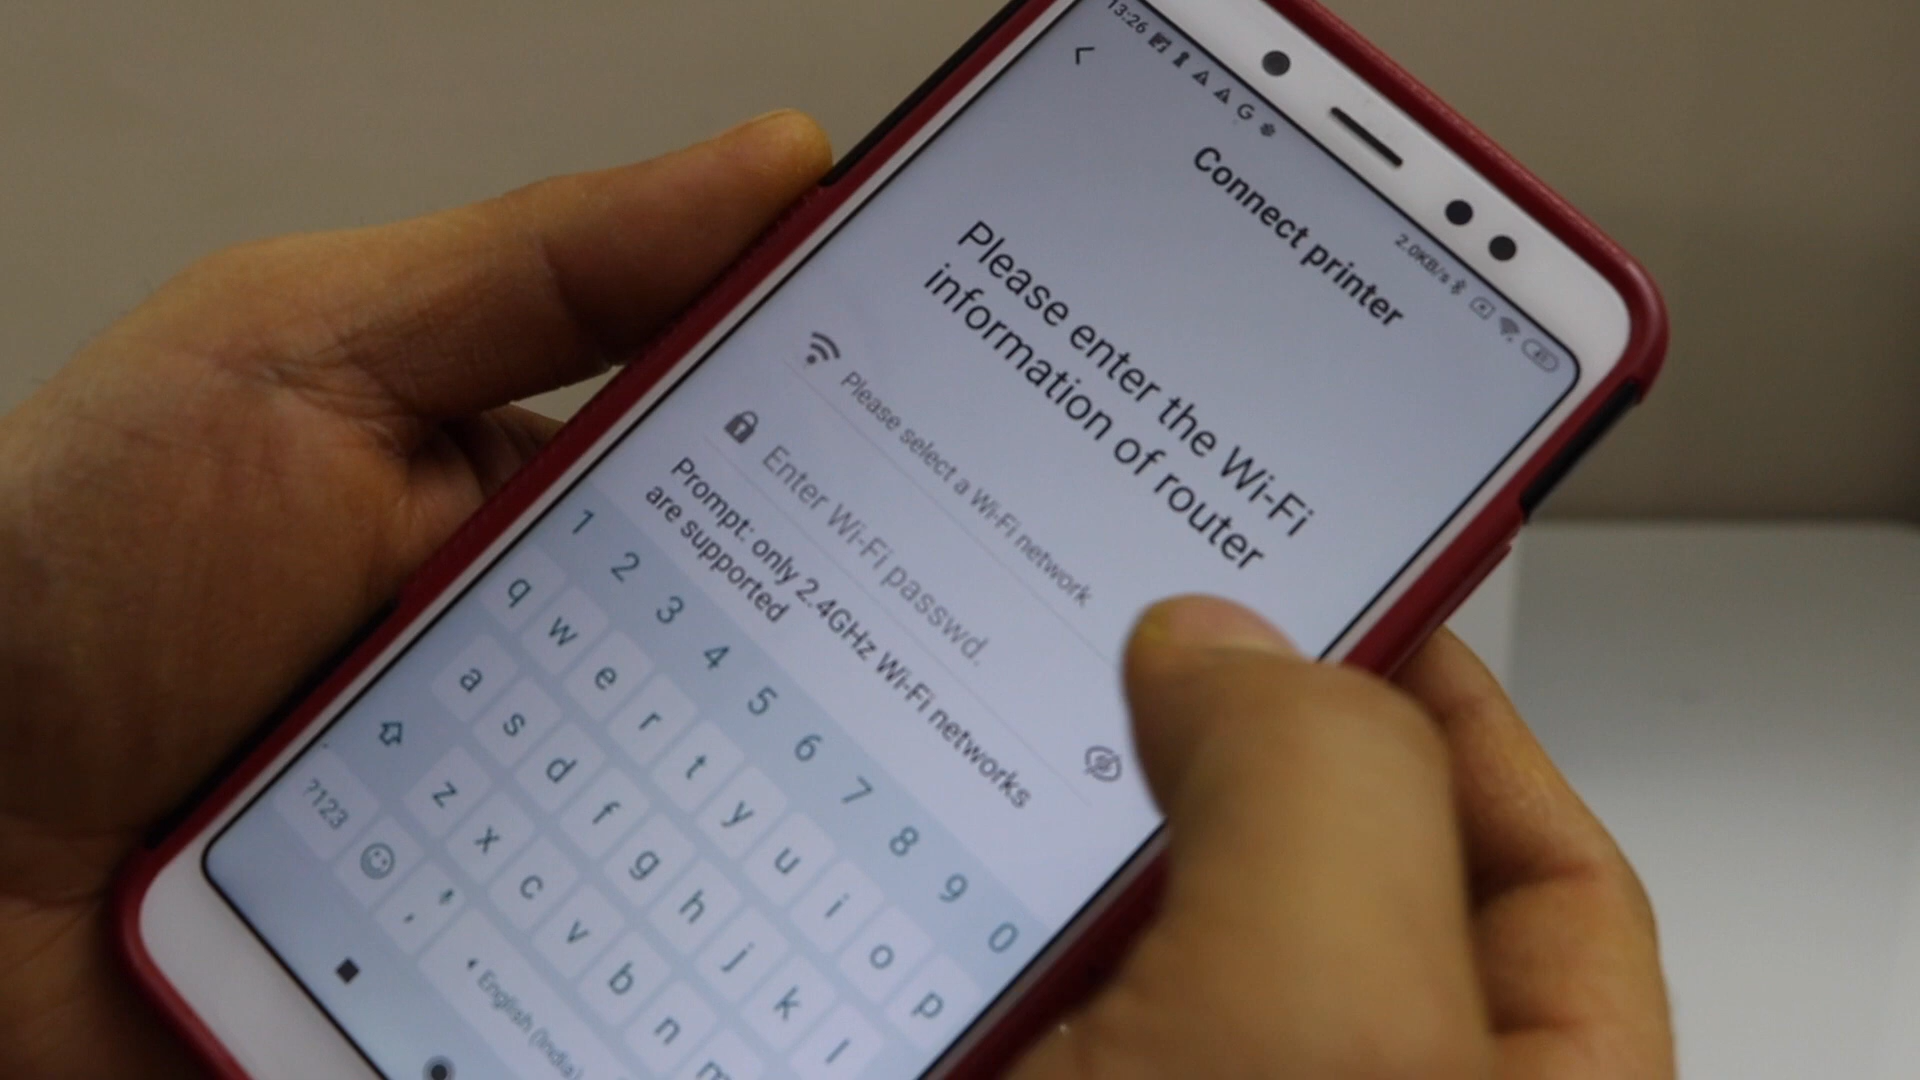 13:26
G
2.0KB/s
Connect printer
Please enter the Wi-Fi
information of router
Please select a Wi-Fi network
Enter Wi-Fi passwd.
Prompt: only 2.4GHz Wi-Fi networks
are supported
1 2 3 4 5 6 7 8 9 0
q w e r t y u i o p
a s d f g h j k l
z x c v b n m
?123 , English (India)